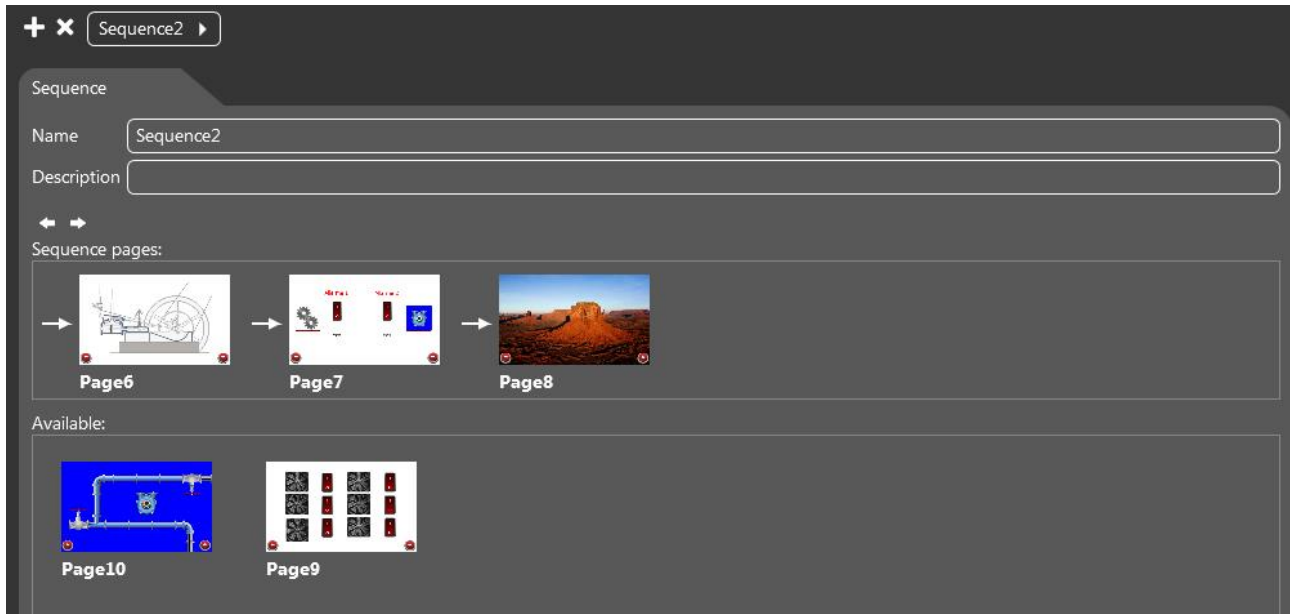 Sequence2
Sequence
Name Sequence2
Description
Sequence pages:
Page6 Page7 Page8
Available:
Page10 Page9